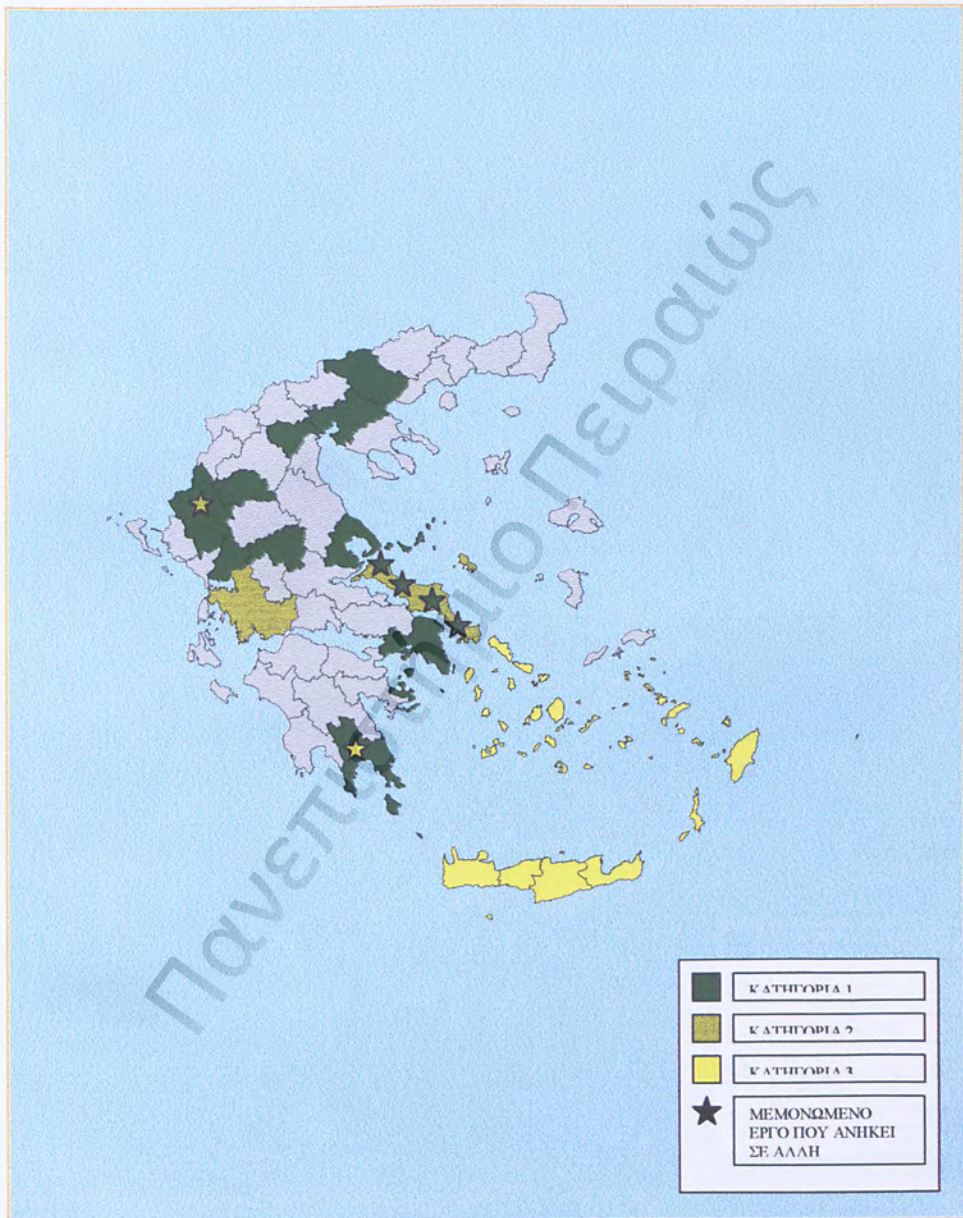 Πανεπιστήμιο Πειραιώς
ΚΑΤΗΓΟΡΙΑ 1
ΚΑΤΗΓΟΡΙΑ 2
ΚΑΤΗΓΟΡΙΑ 3
ΜΕΜΟΝΩΜΕΝΟ
ΕΡΓΟ ΠΟΥ ΑΝΗΚΕΙ
ΣΕ ΑΛΛΗ